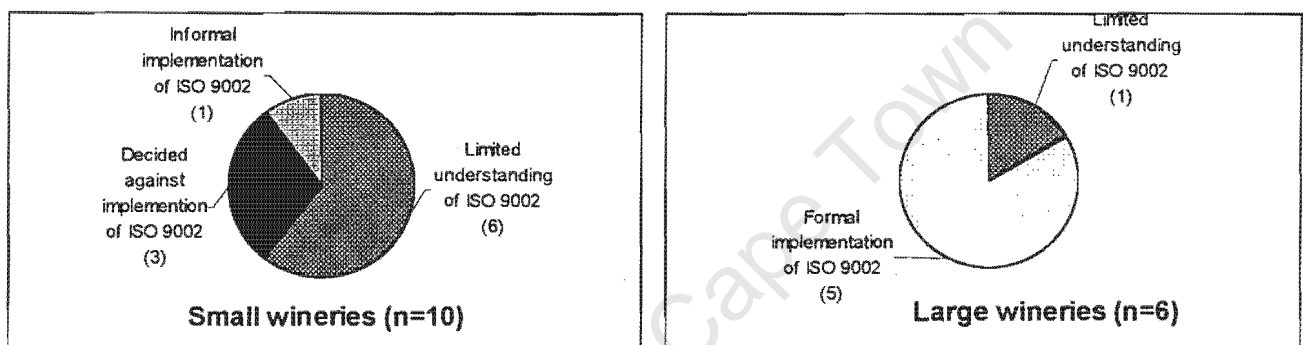 Informal
implementation
of ISO 9002
(1)
Decided
against
implemention
of ISO 9002
(3)
Limited
understanding
of ISO 9002
(6)
Small wineries (n=10)
Limited
understanding
of ISO 9002
(1)
Formal
implementation
of ISO 9002
(5)
Large wineries (n=6)
Cape Town